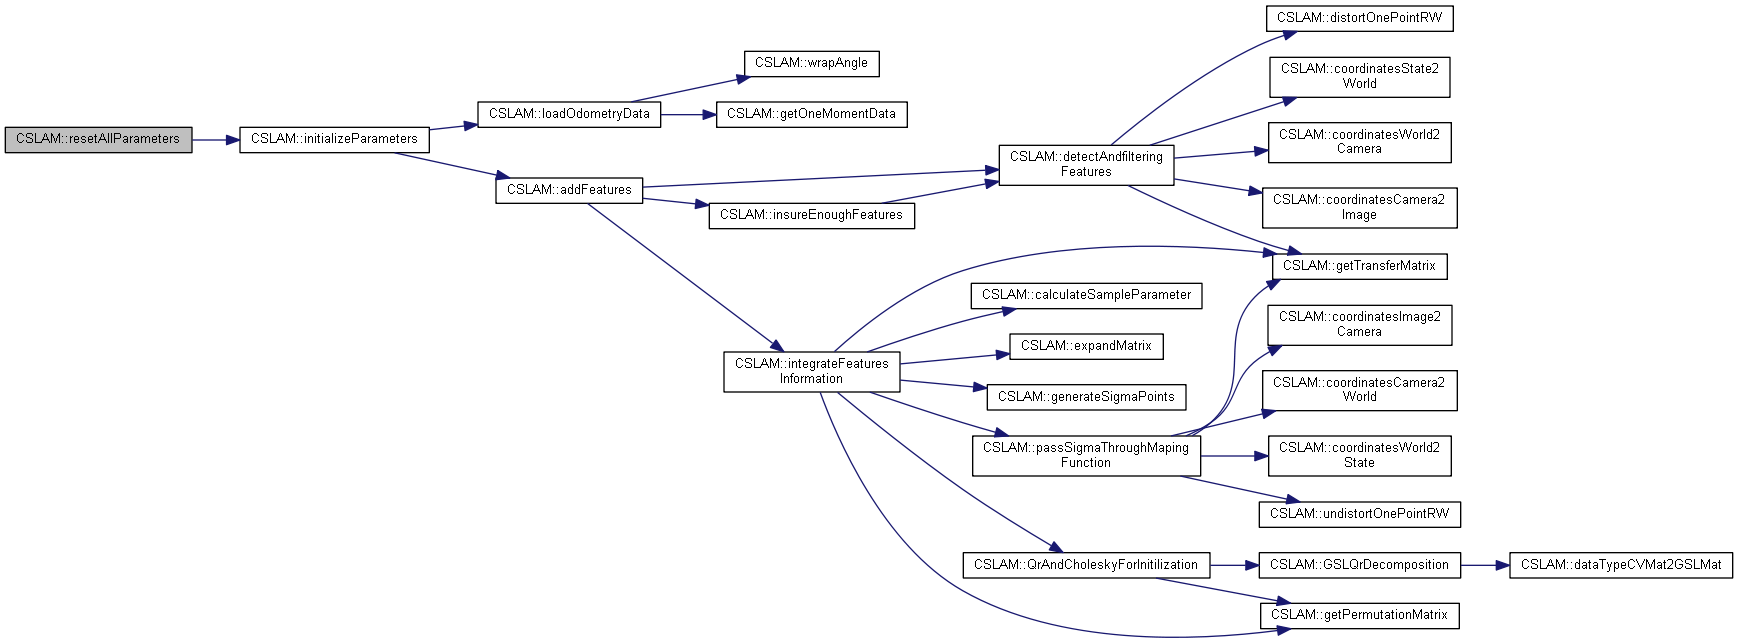 CSLAM::resetAllParameters
CSLAM::initializeParameters
CSLAM::loadOdometryData
CSLAM::addFeatures
CSLAM::wrapAngle
CSLAM::getOneMomentData
CSLAM::insureEnoughFeatures
CSLAM::integrateFeatures
Information
CSLAM::detectAndfiltering
Features
CSLAM::calculateSampleParameter
CSLAM::expandMatrix
CSLAM::generateSigmaPoints
CSLAM::passSigmaThroughMaping
Function
CSLAM::QrAndCholeskyForInitilization
CSLAM::distortOnePointRW
CSLAM::coordinatesState2
World
CSLAM::coordinatesWorld2
Camera
CSLAM::coordinatesCamera2
Image
CSLAM::getTransferMatrix
CSLAM::coordinatesImage2
Camera
CSLAM::coordinatesCamera2
World
CSLAM::coordinatesWorld2
State
CSLAM::undistortOnePointRW
CSLAM::GSLQrDecomposition
CSLAM::getPermutationMatrix
CSLAM::dataTypeCVMat2GSLMat